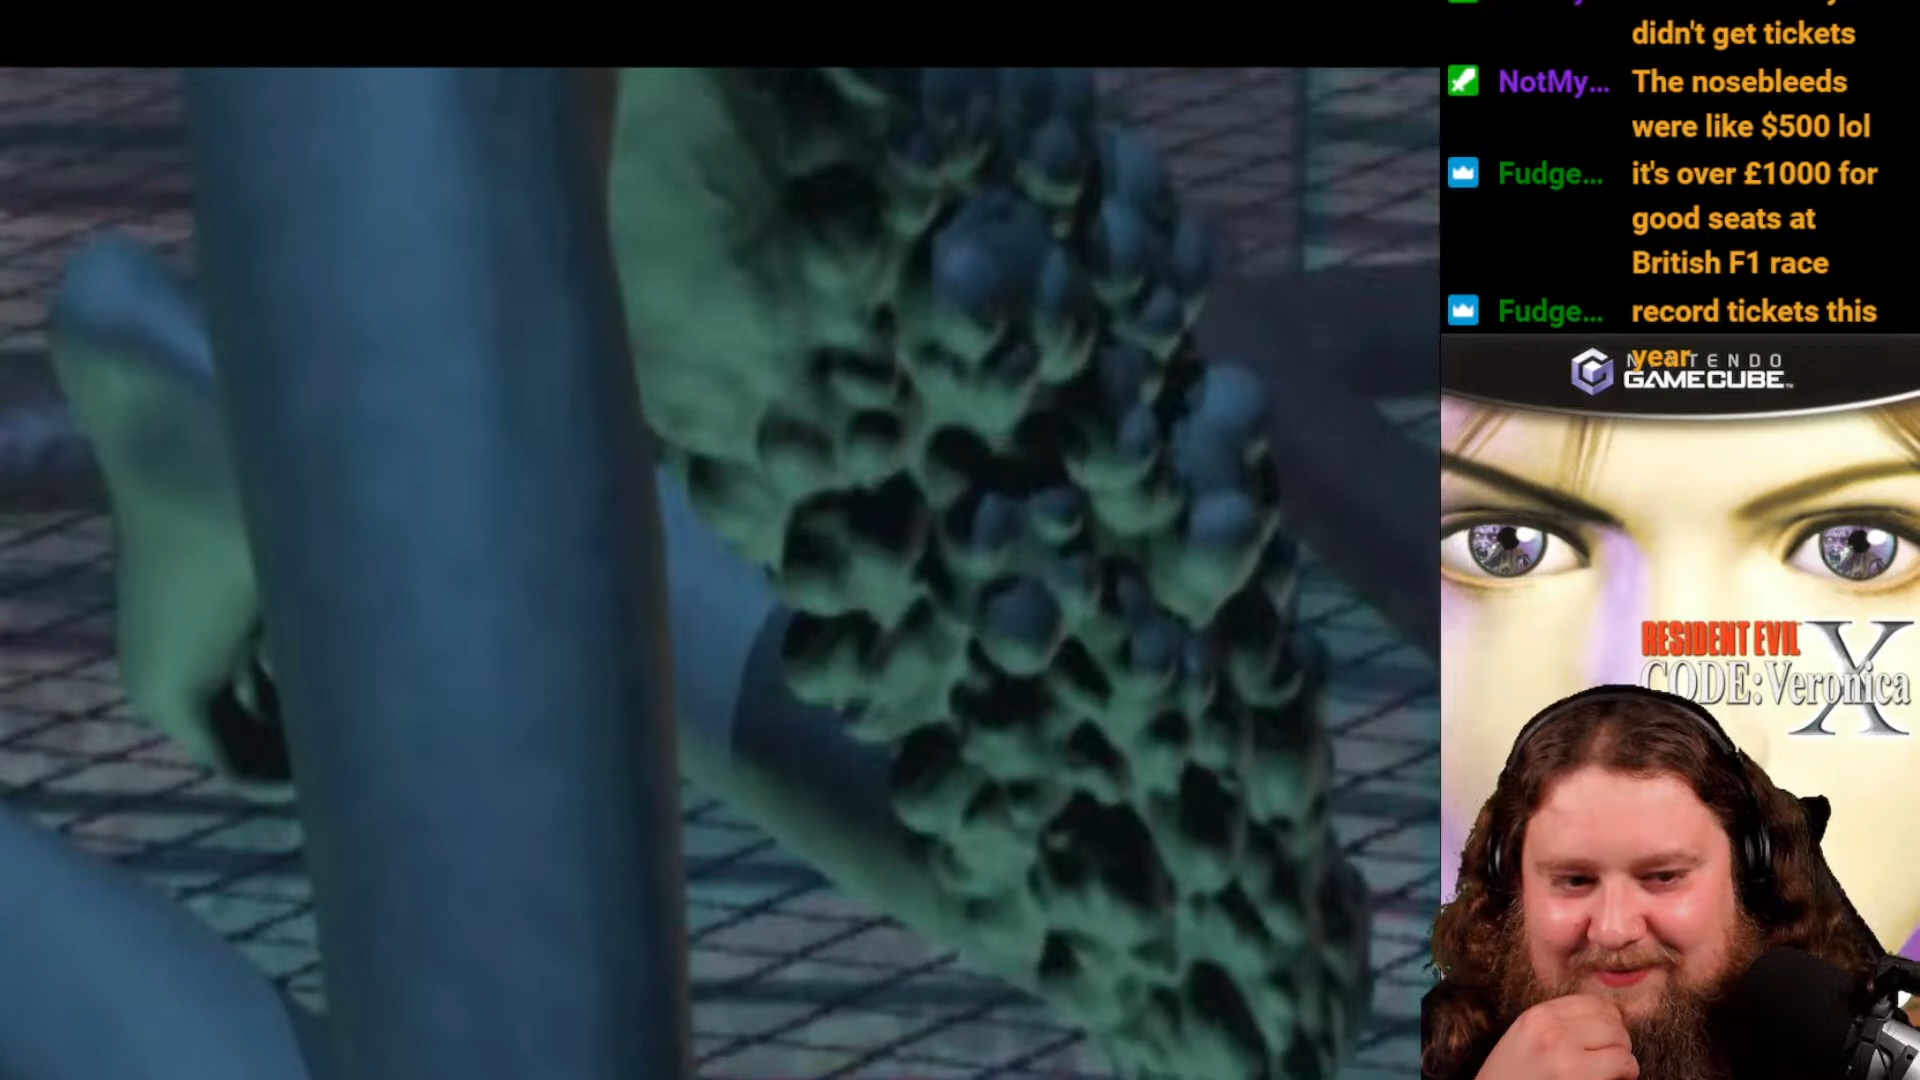 didn't get tickets
NotMy... The nosebleeds
were like $500 lol
Fudge... it's over £1000 for
good seats at
British F1 race
Fudge... record tickets this
year
NINTENDO
GAMECUBE™
RESIDENT EVIL
CODE: Veronica
X